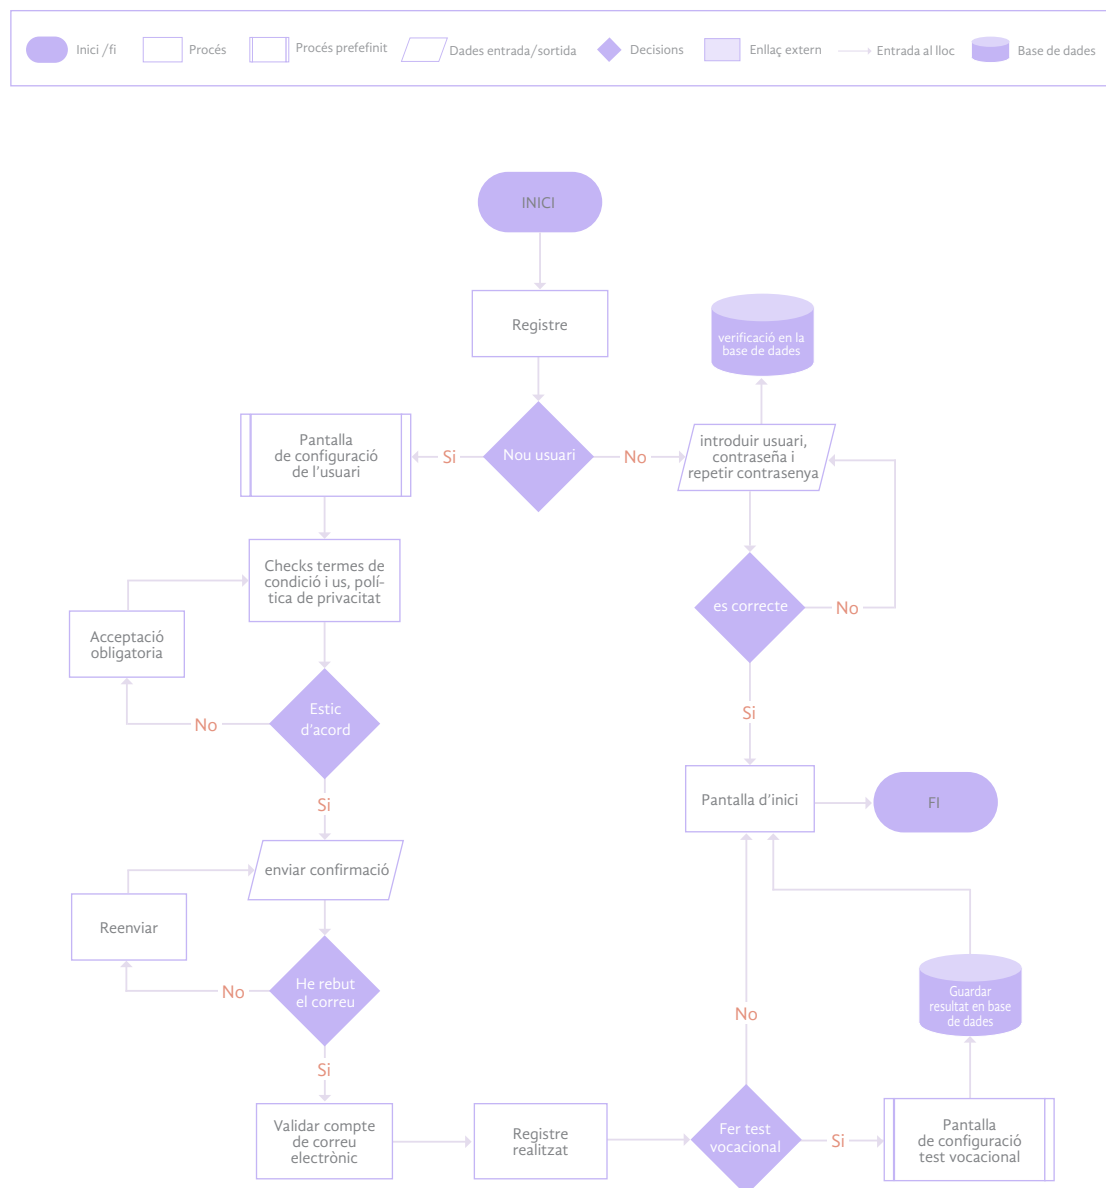 Inici /fi
Procés
Procés prefefinit
Dades entrada/sortida
Decisions
Enllaç extern
Entrada al lloc
Base de dades
INICI
Registre
verificació en la
base de dades
Pantalla
de configuració
de l'usuari
Si
Nou usuari
No
introduir usuari,
contraseña i
repetir contrasenya
Checks termes de
condició i us, polí-
tica de privacitat
es correcte
No
Acceptació
obligatoria
Estic
d'acord
No
Si
Si
Pantalla d'inici
FI
enviar confirmació
Reenviar
He rebut
el correu
No
Guardar
resultat en base
de dades
No
Si
Validar compte
de correu
electrònic
Registre
realitzat
Fer test
vocacional
Si
Pantalla
de configuració
test vocacional